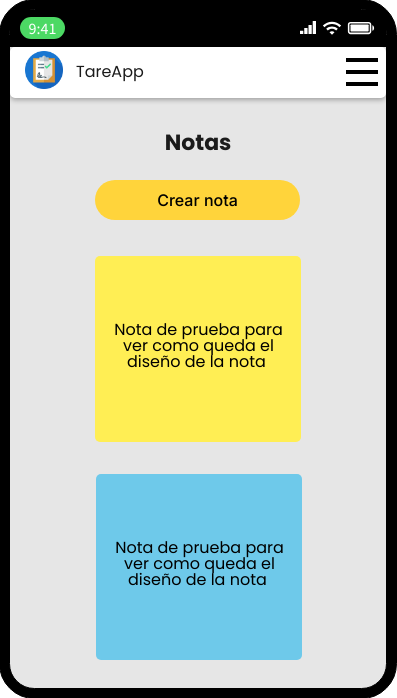 9:41
TareApp
Notas
Crear nota
Nota de prueba para
ver como queda el
diseño de la nota
Nota de prueba para
ver como queda el
diseño de la nota